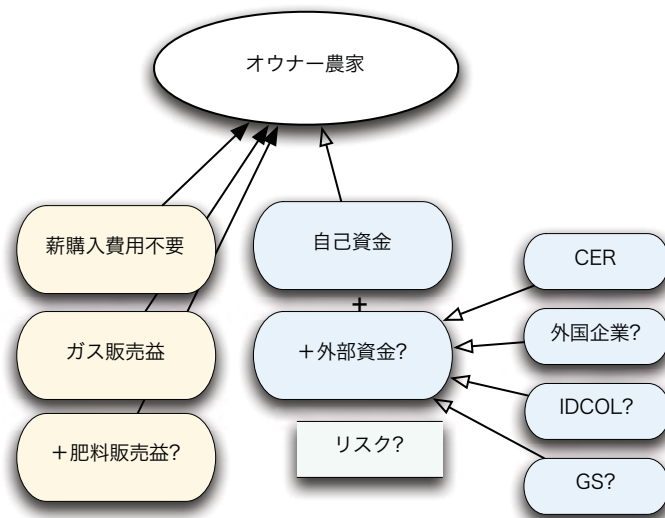 オウナー農家
薪購入費用不要
ガス販売益
＋肥料販売益?
自己資金
+
＋外部資金?
リスク?
CER
外国企業?
IDCOL?
GS?